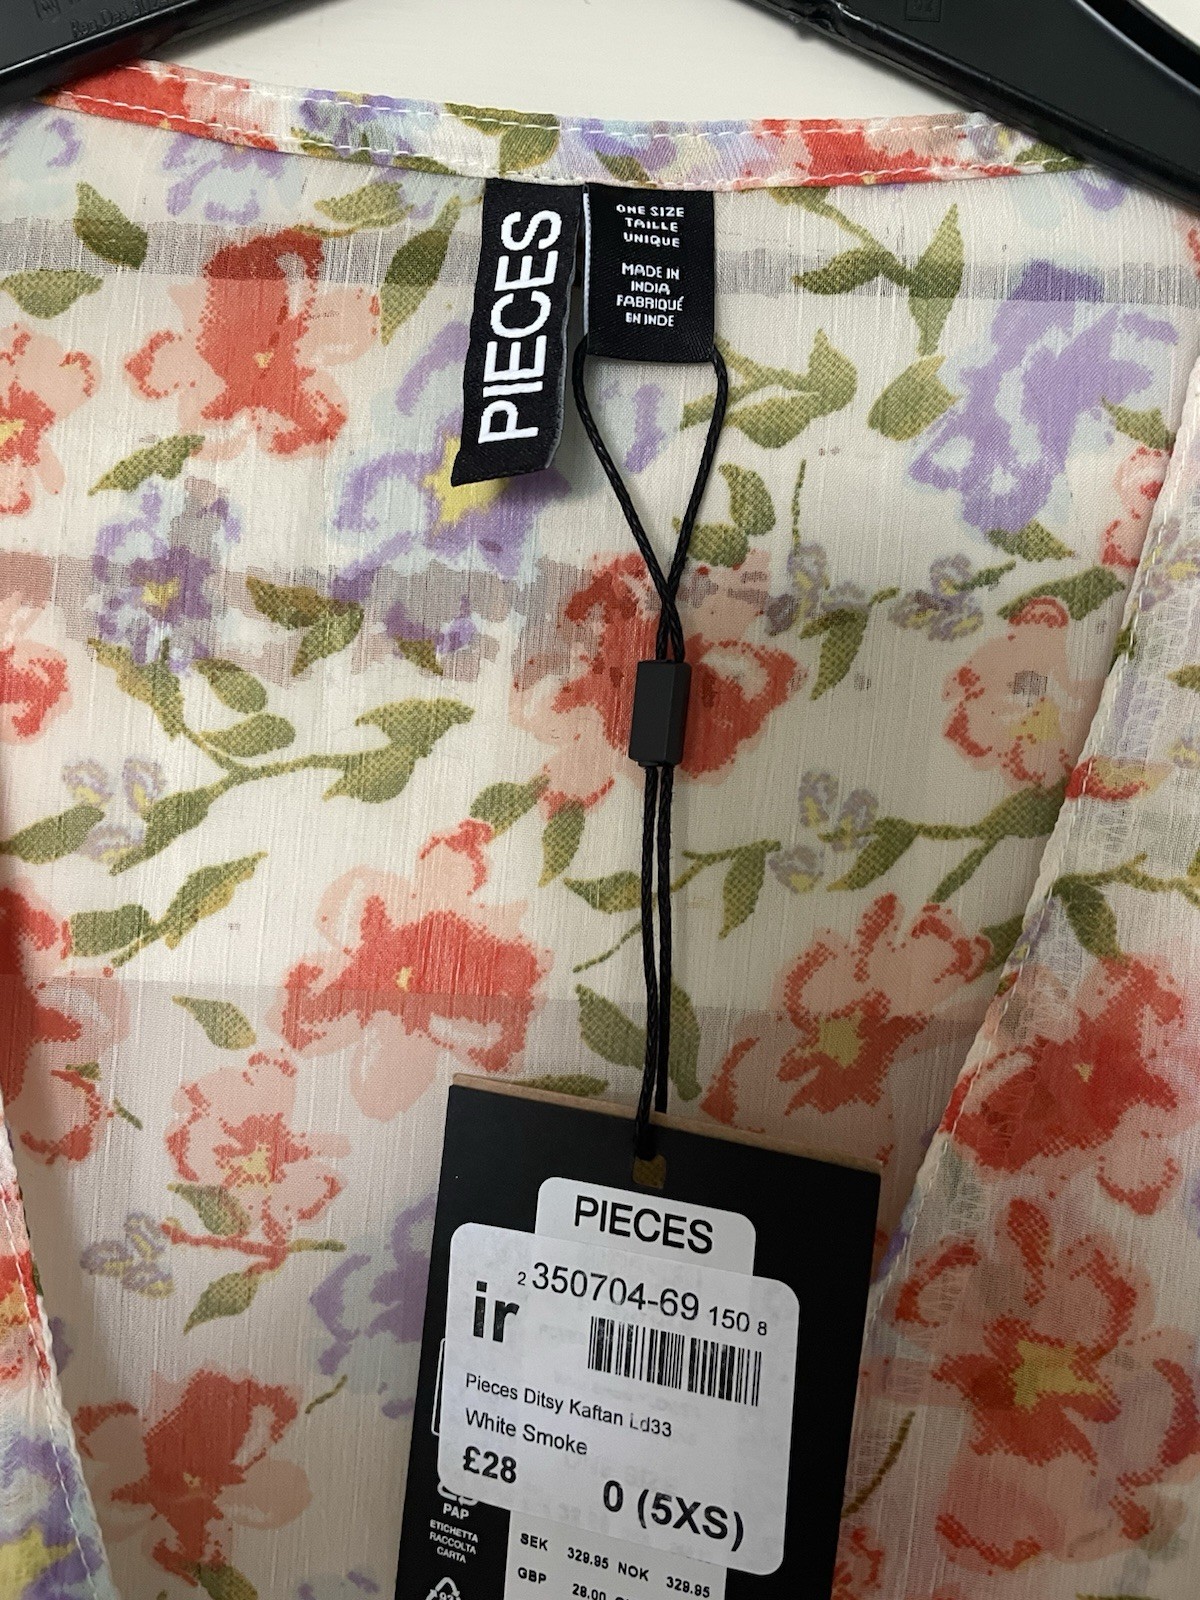 PIECES
ONE SIZE
TAILLE
UNIQUE
MADE IN
INDIA
FABRIQUÉ
EN INDE
PIECES
2 350704-69 150 8
ir
Pieces Ditsy Kaftan Ld33
White Smoke
£28
0 (5XS)
PAP
ETICHETTA
RACCOLTA
CARTA
SEK 329.95 NOK 329.95
GBP 28.00